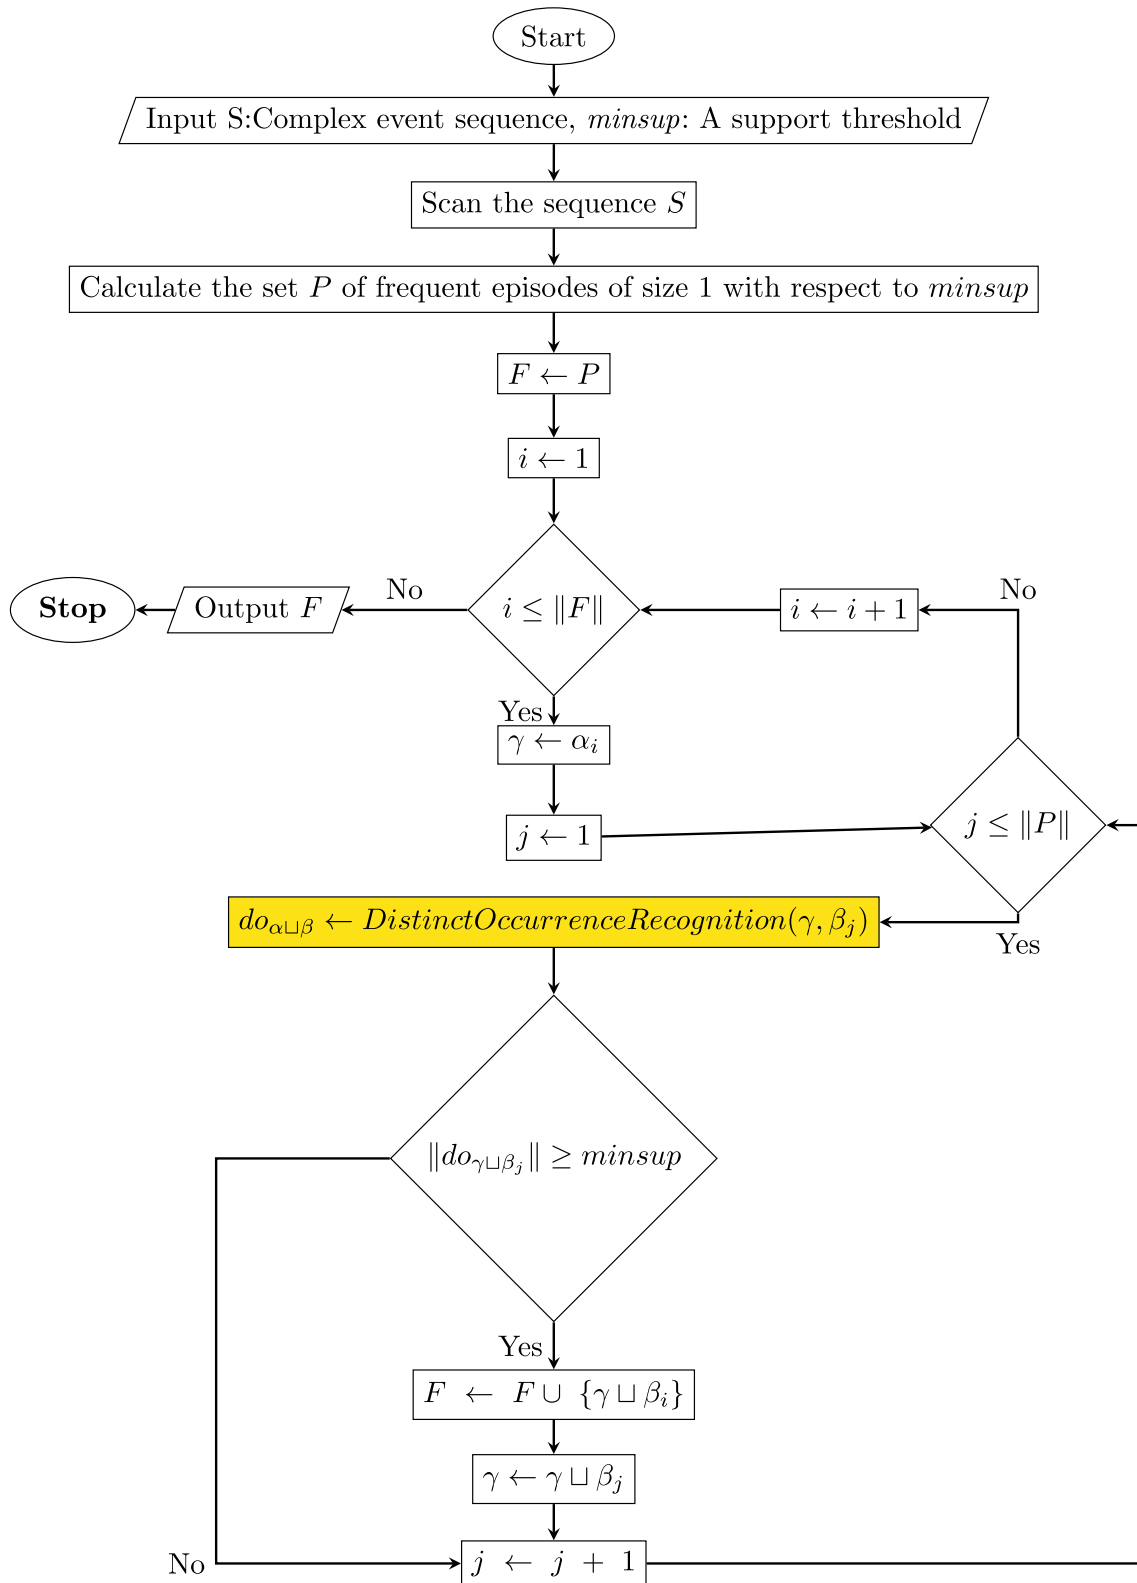 Start
Input S:Complex event sequence, minsup: A support threshold
Scan the sequence S
Calculate the set P of frequent episodes of size 1 with respect to minsup
F ← P
i ← 1
Stop
Output F
No
i ≤ ‖F‖
i ← i + 1
No
Yes
γ ← α_i
j ← 1
j ≤ ‖P‖
do_{α⊔β} ← DistinctOccurrenceRecognition(γ, β_j)
Yes
‖do_{γ⊔β_j}‖ ≥ minsup
Yes
F ← F ∪ {γ ⊔ β_i}
γ ← γ ⊔ β_j
No
j ← j + 1